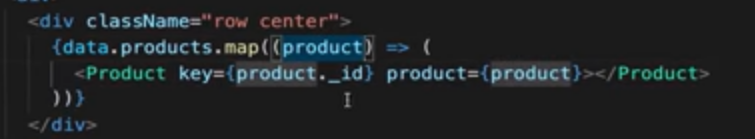 <div className="row center">
{data.products.map((product) => (
<Product key={product._id} product={product}></Product>
))}
</div>